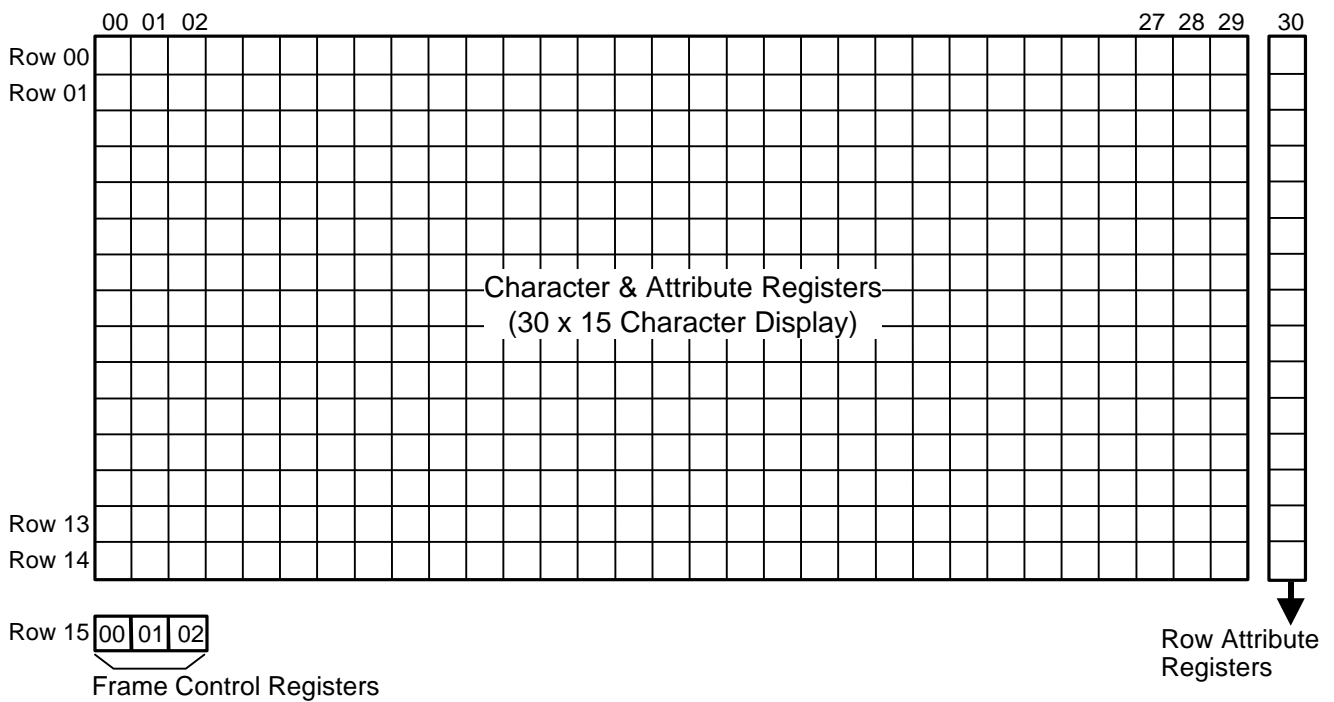 00 01 02 27 28 29 30
Row 00
Row 01
Character & Attribute Registers
(30 x 15 Character Display)
Row 13
Row 14
Row 15 00 01 02
Frame Control Registers
Row Attribute
Registers